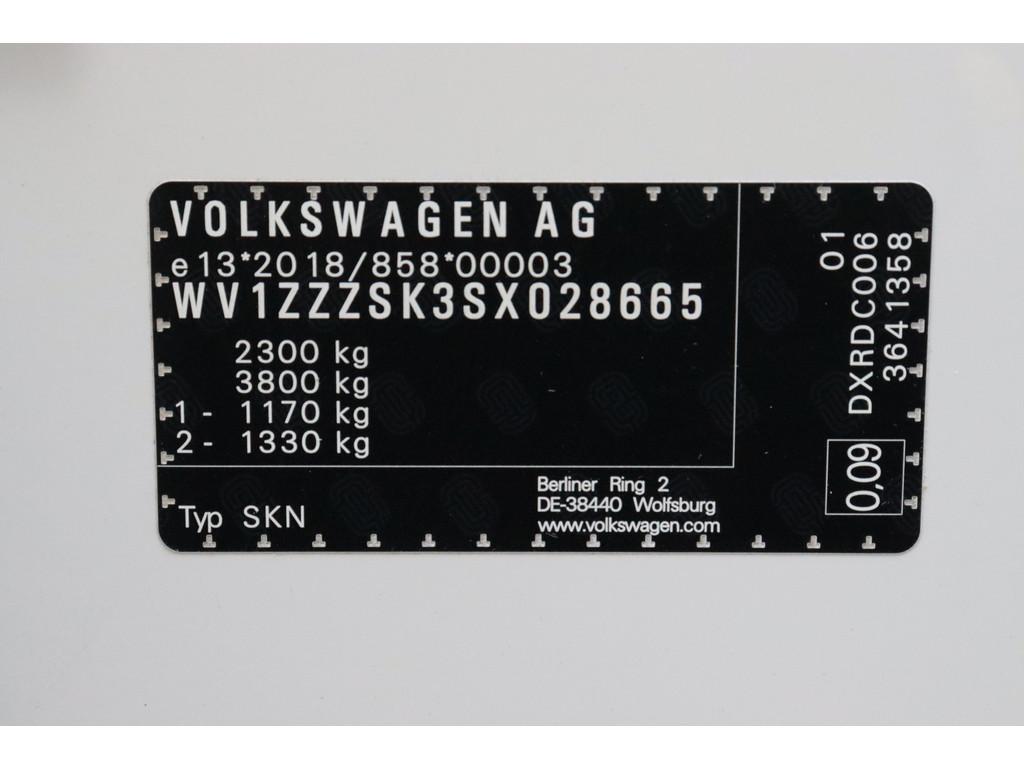 VOLKSWAGEN AG
e13*2018/858*00003
WV1ZZZSK3SX028665
2300 kg
3800 kg
1 - 1170 kg
2 - 1330 kg
Typ SKN
Berliner Ring 2
DE-38440 Wolfsburg
www.volkswagen.com
01
DXRDC006
3641358
0,09